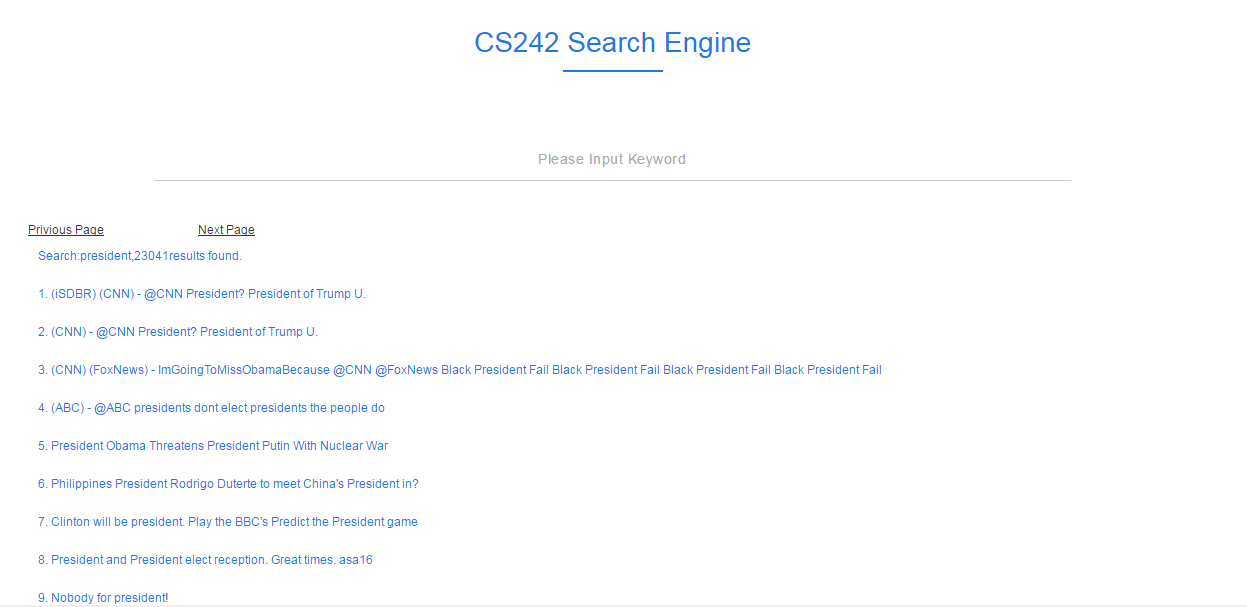 CS242 Search Engine
Please Input Keyword
Privious Page Next Page
Search:president,23041results found.
1. (iSDBR) (CNN) - @CNN President? President of Trump U.
2. (CNN) - @CNN President? President of Trump U.
3. (CNN) (FoxNews) - ImGoingToMissObamaBecause @CNN @FoxNews Black President Fail Black President Fail Black President Fail Black President Fail
4. (ABC) - @ABC presidents dont elect presidents the people do
5. President Obama Threatens President Putin With Nuclear War
6. Philippines President Rodrigo Duterte to meet China's President in?
7. Clinton will be president. Play the BBC's Predict the President game
8. President and President elect reception. Great times. asa16
9. Nobody for president!